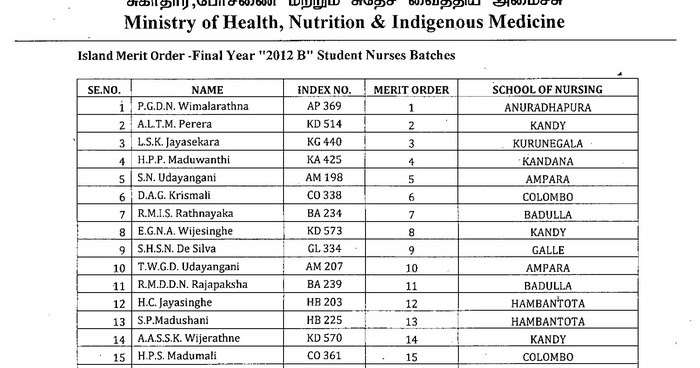 சுகாதார,போசணை மற்றும் சுதேச வைத்திய அமைச்சு
Ministry of Health, Nutrition & Indigenous Medicine
Island Merit Order -Final Year "2012 B" Student Nurses Batches
SE.NO. NAME INDEX NO. MERIT ORDER SCHOOL OF NURSING
1 P.G.D.N. Wimalarathna AP 369 1 ANURADHAPURA
2 A.L.T.M. Perera KD 514 2 KANDY
3 L.S.K. Jayasekara KG 440 3 KURUNEGALA
4 H.P.P. Maduwanthi KA 425 4 KANDANA
5 S.N. Udayangani AM 198 5 AMPARA
6 D.A.G. Krismali CO 338 6 COLOMBO
7 R.M.I.S. Rathnayaka BA 234 7 BADULLA
8 E.G.N.A. Wijesinghe KD 573 8 KANDY
9 S.H.S.N. De Silva GL 334 9 GALLE
10 T.W.G.D. Udayangani AM 207 10 AMPARA
11 R.M.D.D.N. Rajapaksha BA 239 11 BADULLA
12 H.C. Jayasinghe HB 203 12 HAMBANTOTA
13 S.P.Madushani HB 225 13 HAMBANTOTA
14 A.A.S.S.K. Wijerathne KD 570 14 KANDY
15 H.P.S. Madumali CO 361 15 COLOMBO